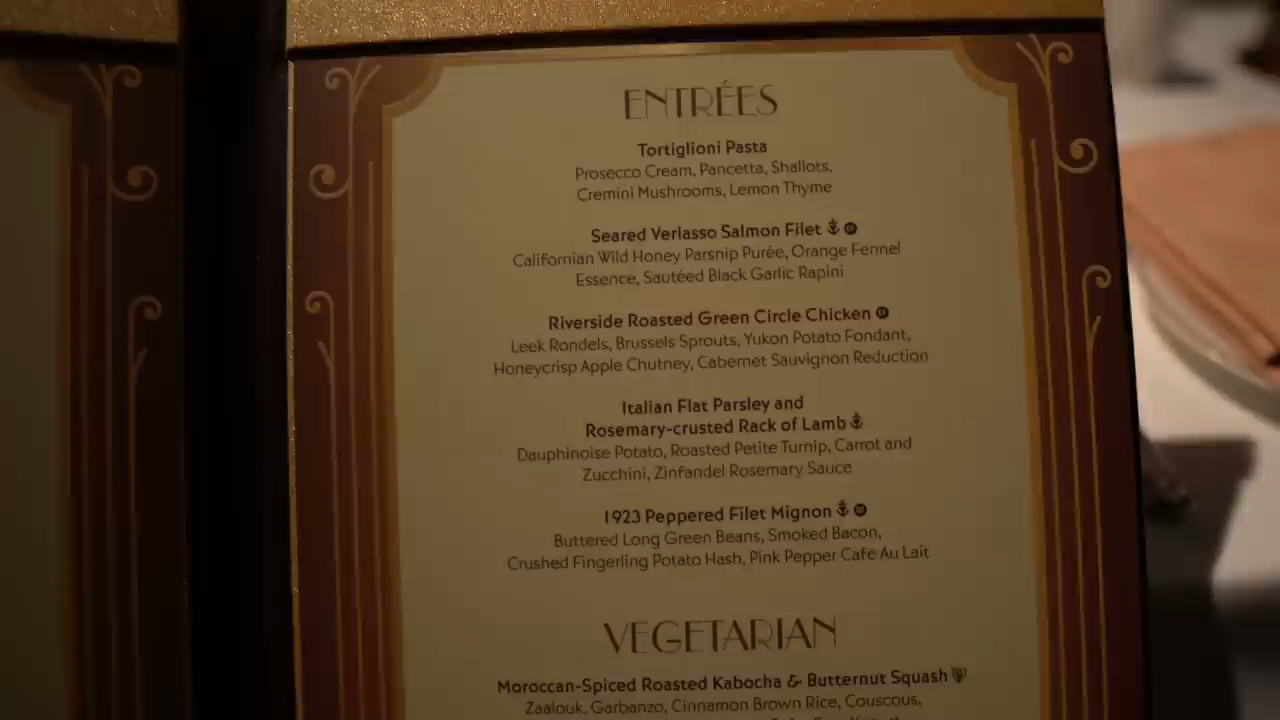 ENTRÉES
Tortiglioni Pasta
Prosecco Cream, Pancetta, Shallots,
Cremini Mushrooms, Lemon Thyme
Seared Verlasso Salmon Filet
Californian Wild Honey Parsnip Purée, Orange Fennel
Essence, Sautéed Black Garlic Rapini
Riverside Roasted Green Circle Chicken
Leek Rondels, Brussels Sprouts, Yukon Potato Fondant,
Honeycrisp Apple Chutney, Cabernet Sauvignon Reduction
Italian Flat Parsley and
Rosemary-crusted Rack of Lamb
Dauphinoise Potato, Roasted Petite Turnip, Carrot and
Zucchini, Zinfandel Rosemary Sauce
1923 Peppered Filet Mignon
Buttered Long Green Beans, Smoked Bacon,
Crushed Fingerling Potato Hash, Pink Pepper Café Au Lait
VEGETARIAN
Moroccan-Spiced Roasted Kabocha & Butternut Squash
Zaalouk, Garbanzo, Cinnamon Brown Rice, Couscous,